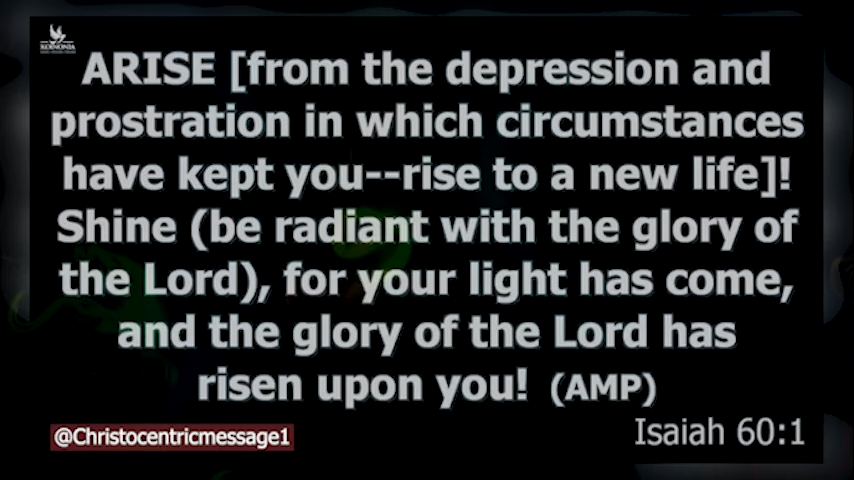 KOINONIA
ARISE [from the depression and
prostration in which circumstances
have kept you--rise to a new life]!
Shine (be radiant with the glory of
the Lord), for your light has come,
and the glory of the Lord has
risen upon you! (AMP)
@Christocentricmessage1
Isaiah 60:1